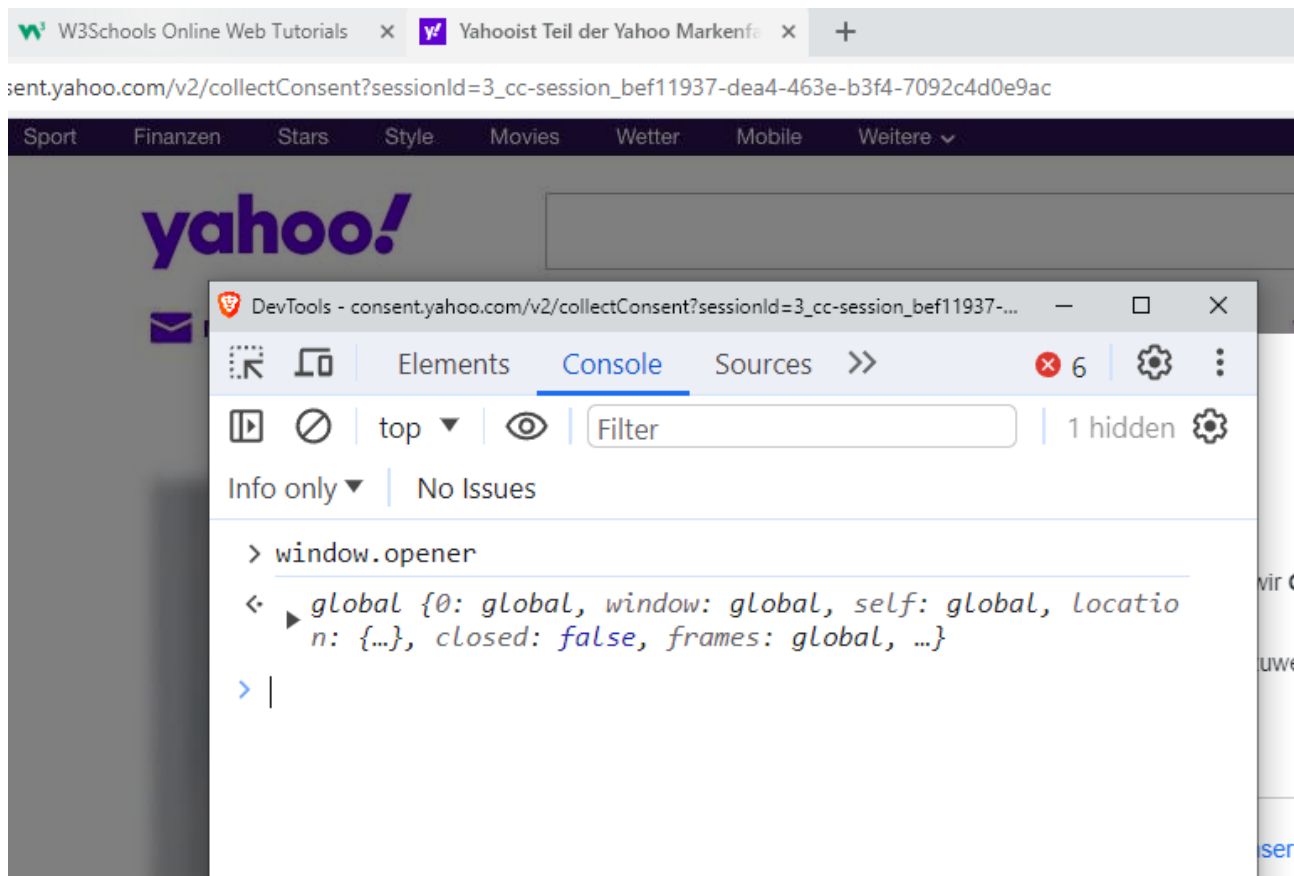 W3Schools Online Web Tutorials
Yahooist Teil der Yahoo Markenfa
sent.yahoo.com/v2/collectConsent?sessionId=3_cc-session_bef11937-dea4-463e-b3f4-7092c4d0e9ac
Sport Finanzen Stars Style Movies Wetter Mobile Weitere
yahoo!
DevTools - consent.yahoo.com/v2/collectConsent?sessionId=3_cc-session_bef11937-...
Elements Console Sources 6
top Filter 1 hidden
Info only No Issues
> window.opener
global {0: global, window: global, self: global, locatio
n: {…}, closed: false, frames: global, …}
>
wir